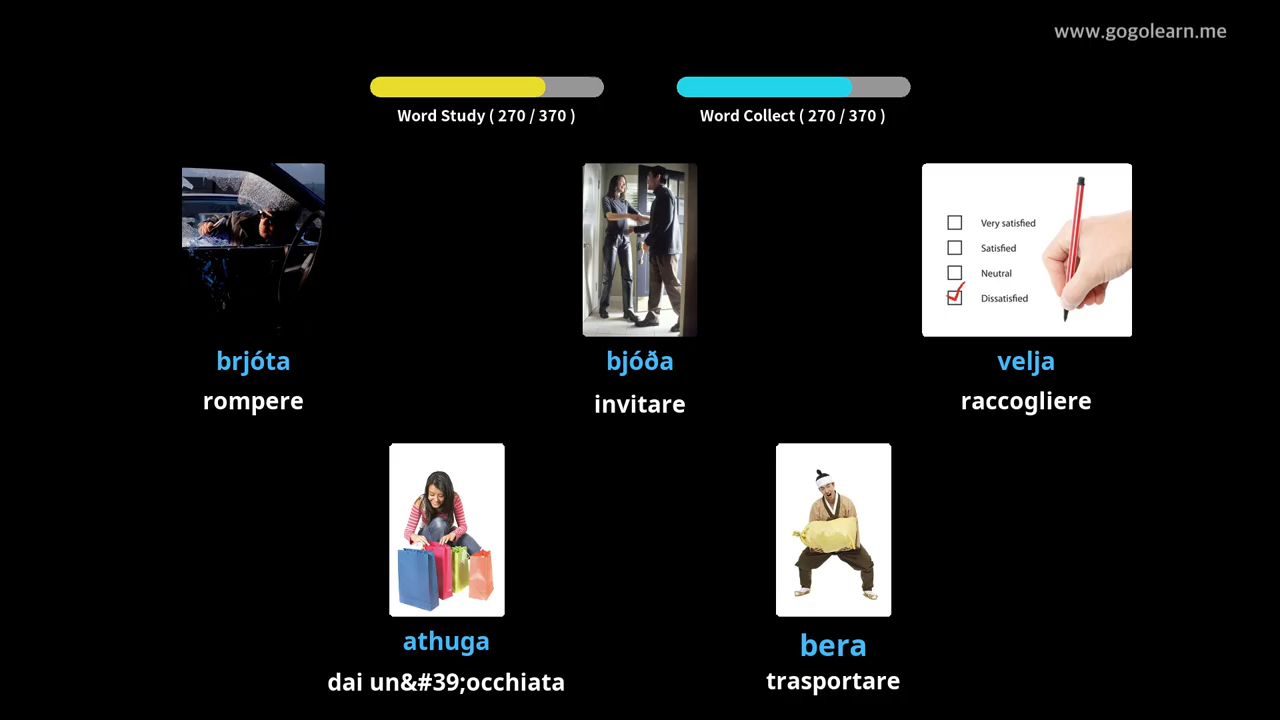 www.gogolearn.me
Word Study ( 270 / 370 )
Word Collect ( 270 / 370 )
Very satisfied
Satisfied
Neutral
Dissatisfied
brjóta
bjóða
velja
rompere
invitare
raccogliere
athuga
bera
dai un&#39;occhiata
trasportare